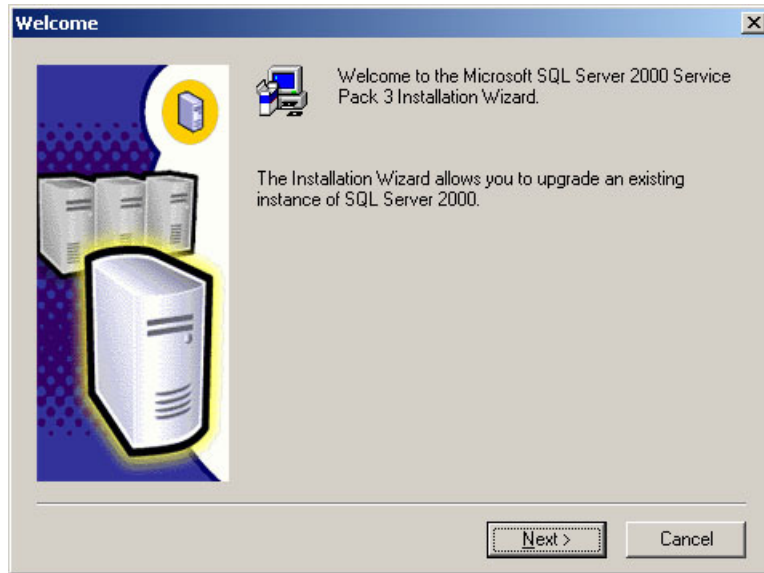 Welcome
Welcome to the Microsoft SQL Server 2000 Service
Pack 3 Installation Wizard.
The Installation Wizard allows you to upgrade an existing
instance of SQL Server 2000.
Next >
Cancel